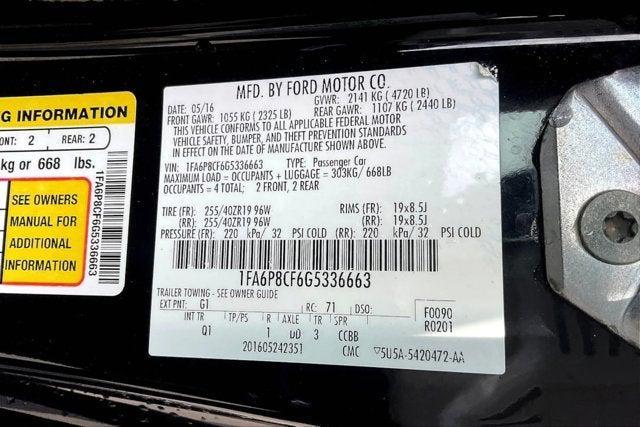 NG INFORMATION
ONT: 2 REAR: 2
kg or 668 lbs.
SEE OWNERS
MANUAL FOR
ADDITIONAL
INFORMATION
1FA6P8CF6G5336663
MFD. BY FORD MOTOR CO.
DATE: 05/16 GVWR: 2141 KG ( 4720 LB)
FRONT GAWR: 1055 KG ( 2325 LB) REAR GAWR: 1107 KG ( 2440 LB)
THIS VEHICLE CONFORMS TO ALL APPLICABLE FEDERAL MOTOR
VEHICLE SAFETY, BUMPER, AND THEFT PREVENTION STANDARDS
IN EFFECT ON THE DATE OF MANUFACTURE SHOWN ABOVE.
VIN: 1FA6P8CF6G5336663 TYPE: Passenger Car
MAXIMUM LOAD = OCCUPANTS + LUGGAGE = 303KG/ 668LB
OCCUPANTS = 4 TOTAL; 2 FRONT, 2 REAR
TIRE (FR): 255/40ZR19 96W RIMS (FR): 19x8.5J
(RR): 255/40ZR19 96W (RR): 19x8.5J
PRESSURE (FR): 220 kPa/ 32 PSI COLD (RR): 220 kPa/ 32 PSI COLD
1FA6P8CF6G5336663
TRAILER TOWING - SEE OWNER GUIDE
EXT PNT: G1 RC: 71 DSO: F0090
INT TR TP/PS R AXLE TR SPR R0201
Q1 1 DD 3 CCBB
201605242351 CMC 5U5A-5420472-AA